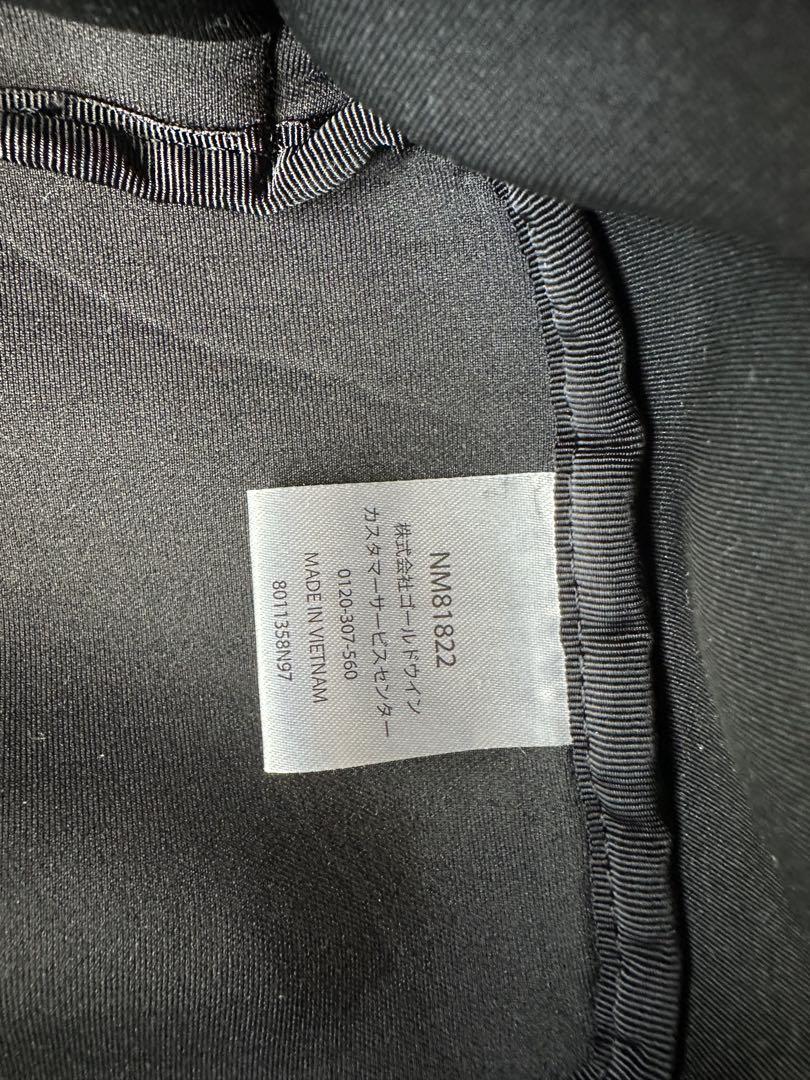 NM81822
株式会社ゴールドウイン
カスタマーサービスセンター
0120-307-560
MADE IN VIETNAM
8011358N97